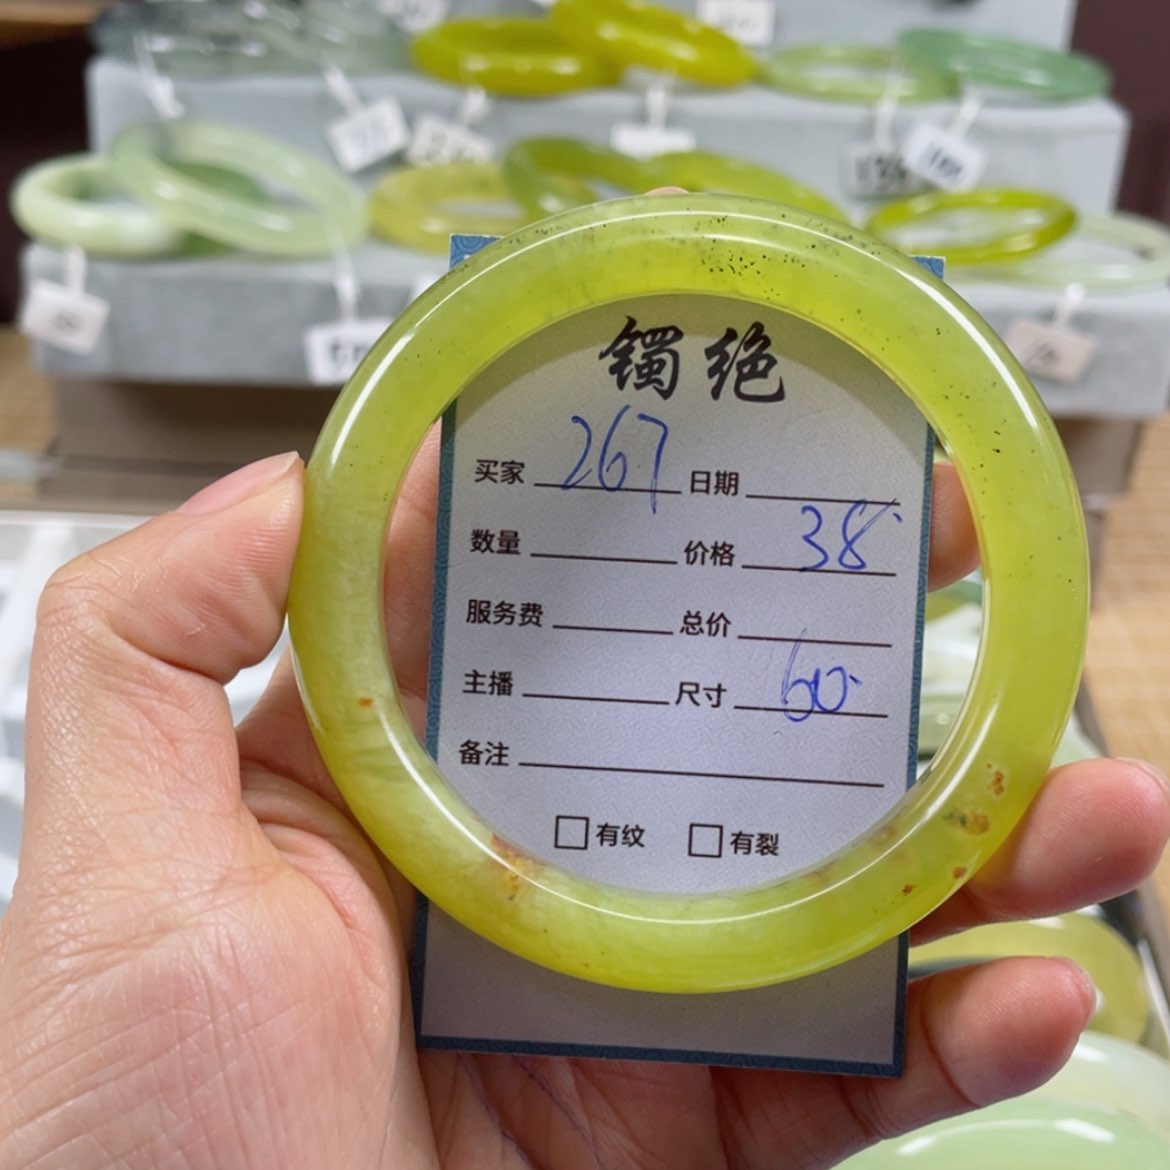 镯绝
买家 267 日期
数量 价格 38
服务费 总价
主播 尺寸 60
备注
□有纹 □有裂